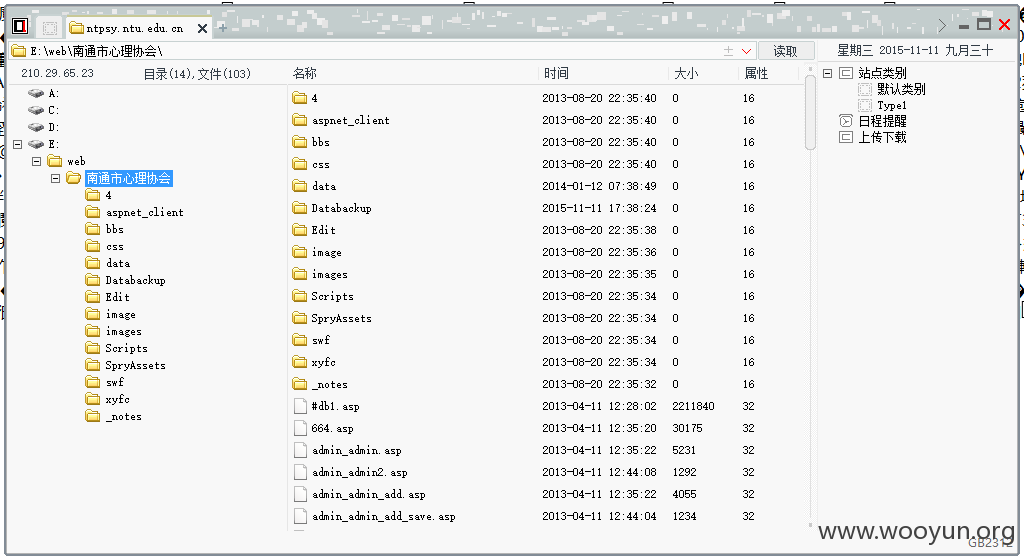 ntpsy.ntu.edu.cn
E:\web\南通市心理协会\
读取
星期三 2015-11-11 九月三十
210.29.65.23 目录(14),文件(103)
名称 时间 大小 属性
A:
C:
D:
E:
web
南通市心理协会
4
aspnet_client
bbs
css
data
Databackup
Edit
image
images
Scripts
SpryAssets
swf
xyfc
_notes
4 2013-08-20 22:35:40 0 16
aspnet_client 2013-08-20 22:35:40 0 16
bbs 2013-08-20 22:35:40 0 16
css 2013-08-20 22:35:40 0 16
data 2014-01-12 07:38:49 0 16
Databackup 2015-11-11 17:38:24 0 16
Edit 2013-08-20 22:35:38 0 16
image 2013-08-20 22:35:36 0 16
images 2013-08-20 22:35:35 0 16
Scripts 2013-08-20 22:35:34 0 16
SpryAssets 2013-08-20 22:35:34 0 16
swf 2013-08-20 22:35:34 0 16
xyfc 2013-08-20 22:35:34 0 16
_notes 2013-08-20 22:35:32 0 16
#db1.asp 2013-04-11 12:28:02 2211840 32
664.asp 2013-04-11 12:35:20 30175 32
admin_admin.asp 2013-04-11 12:35:22 5231 32
admin_admin2.asp 2013-04-11 12:44:08 1292 32
admin_admin_add.asp 2013-04-11 12:35:22 4055 32
admin_admin_add_save.asp 2013-04-11 12:44:04 1234 32
站点类别
默认类别
Type1
日程提醒
上传下载
www.wooyun.org
GB2312